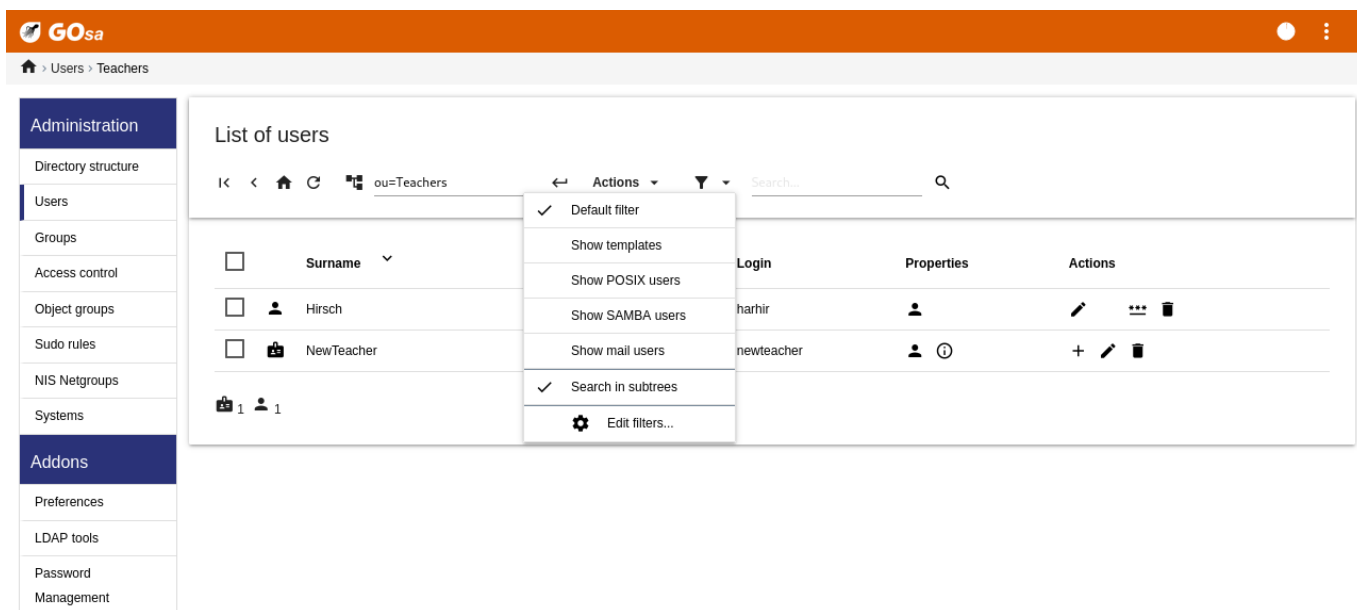 GOsa
Users › Teachers
Administration
Directory structure
Users
Groups
Access control
Object groups
Sudo rules
NIS Netgroups
Systems
Addons
Preferences
LDAP tools
Password
Management
List of users
ou=Teachers Actions Search...
Default filter
Show templates
Show POSIX users
Show SAMBA users
Show mail users
Search in subtrees
Edit filters...
Surname Login Properties Actions
Hirsch harhir
NewTeacher newteacher
1 1